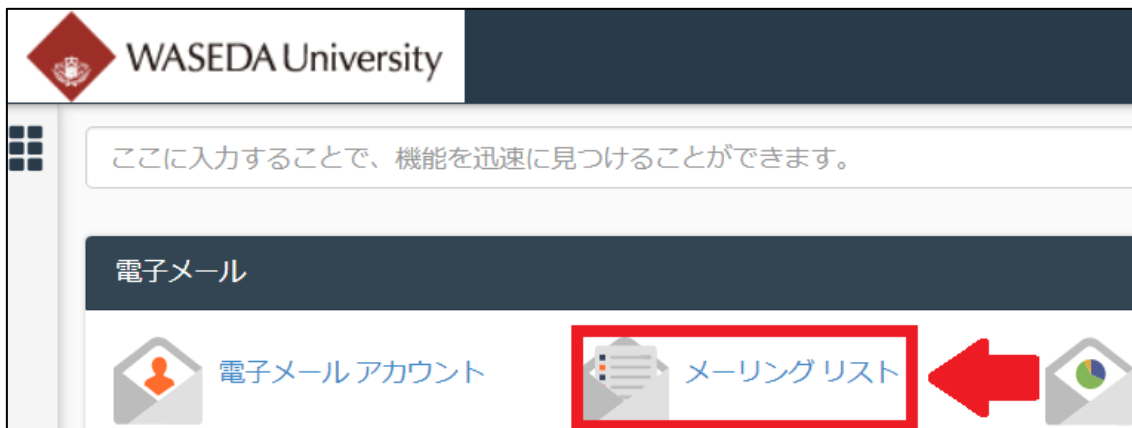 WASEDA University
ここに入力することで、機能を迅速に見つけることができます。
電子メール
電子メール アカウント
メーリング リスト